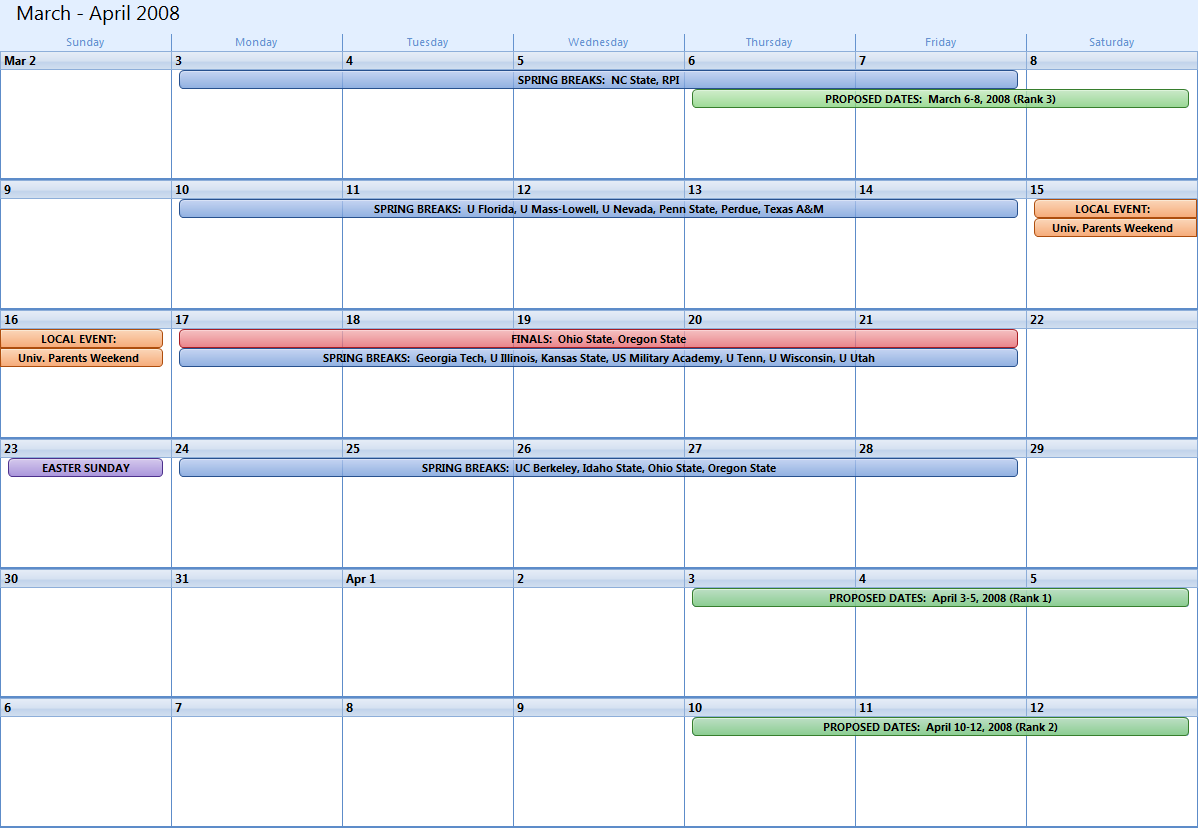 March - April 2008
Sunday Monday Tuesday Wednesday Thursday Friday Saturday
Mar 2 3 4 5 6 7 8
SPRING BREAKS: NC State, RPI
PROPOSED DATES: March 6-8, 2008 (Rank 3)
9 10 11 12 13 14 15
SPRING BREAKS: U Florida, U Mass-Lowell, U Nevada, Penn State, Perdue, Texas A&M
LOCAL EVENT:
Univ. Parents Weekend
16 17 18 19 20 21 22
LOCAL EVENT:
Univ. Parents Weekend
FINALS: Ohio State, Oregon State
SPRING BREAKS: Georgia Tech, U Illinois, Kansas State, US Military Academy, U Tenn, U Wisconsin, U Utah
23 24 25 26 27 28 29
EASTER SUNDAY
SPRING BREAKS: UC Berkeley, Idaho State, Ohio State, Oregon State
30 31 Apr 1 2 3 4 5
PROPOSED DATES: April 3-5, 2008 (Rank 1)
6 7 8 9 10 11 12
PROPOSED DATES: April 10-12, 2008 (Rank 2)